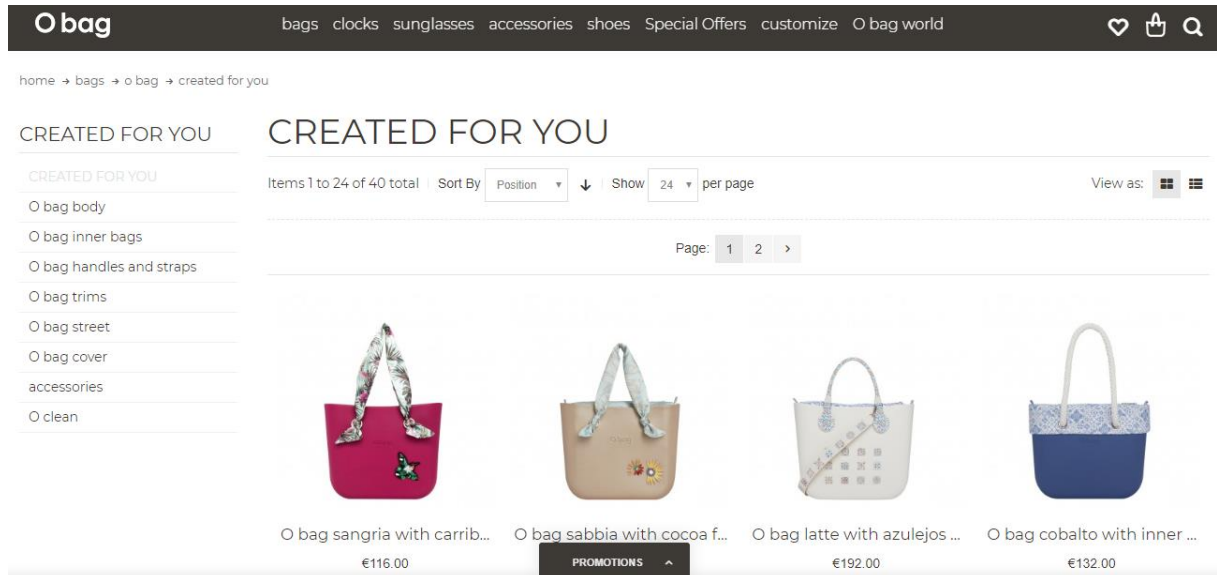 O bag
bags clocks sunglasses accessories shoes Special Offers customize O bag world
home → bags → o bag → created for you
CREATED FOR YOU
CREATED FOR YOU
O bag body
O bag inner bags
O bag handles and straps
O bag trims
O bag street
O bag cover
accessories
O clean
CREATED FOR YOU
Items 1 to 24 of 40 total Sort By Position Show 24 per page
View as:
Page: 1 2 >
O bag
O bag sangria with carrib...
€116.00
O bag sabbia with cocoa f...
O bag latte with azulejos ...
€192.00
O bag cobalto with inner ...
€132.00
PROMOTIONS